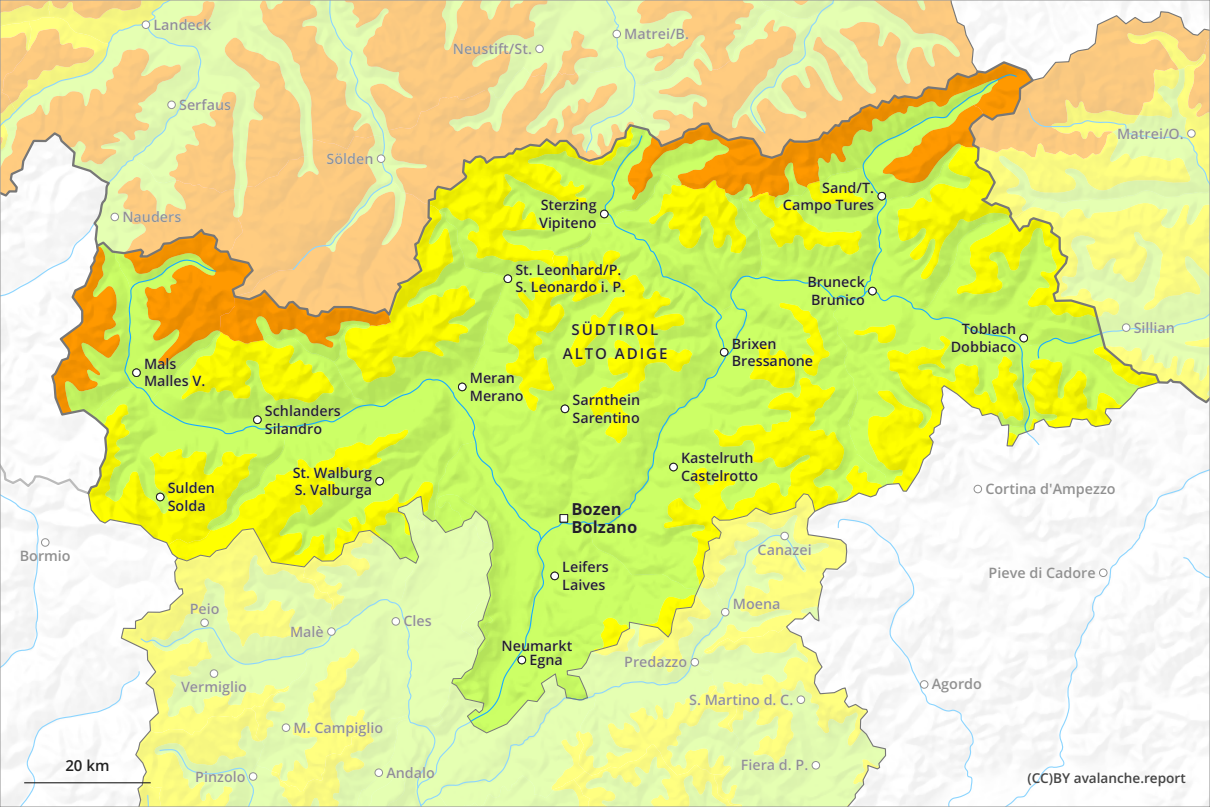 Landeck
Neustift/St.
Matrei/B.
Serfaus
Matrei/O.
Sölden
Nauders
Sand/T.
Campo Tures
Sterzing
Vipiteno
St. Leonhard/P.
S. Leonardo i. P.
Bruneck
Brunico
SÜDTIROL
ALTO ADIGE
Toblach
Dobbiaco
Sillian
Brixen
Bressanone
Mals
Malles V.
Meran
Merano
Sarnthein
Sarentino
Schlanders
Silandro
Kastelruth
Castelrotto
St. Walburg
S. Valburga
Sulden
Solda
Cortina d'Ampezzo
Bozen
Bolzano
Bormio
Canazei
Leifers
Laives
Pieve di Cadore
Peio
Moena
Malè
Cles
Neumarkt
Egna
Predazzo
Vermiglio
Agordo
S. Martino d. C.
M. Campiglio
20 km
Pinzolo
Andalo
Fiera d. P.
(CC)BY avalanche.report